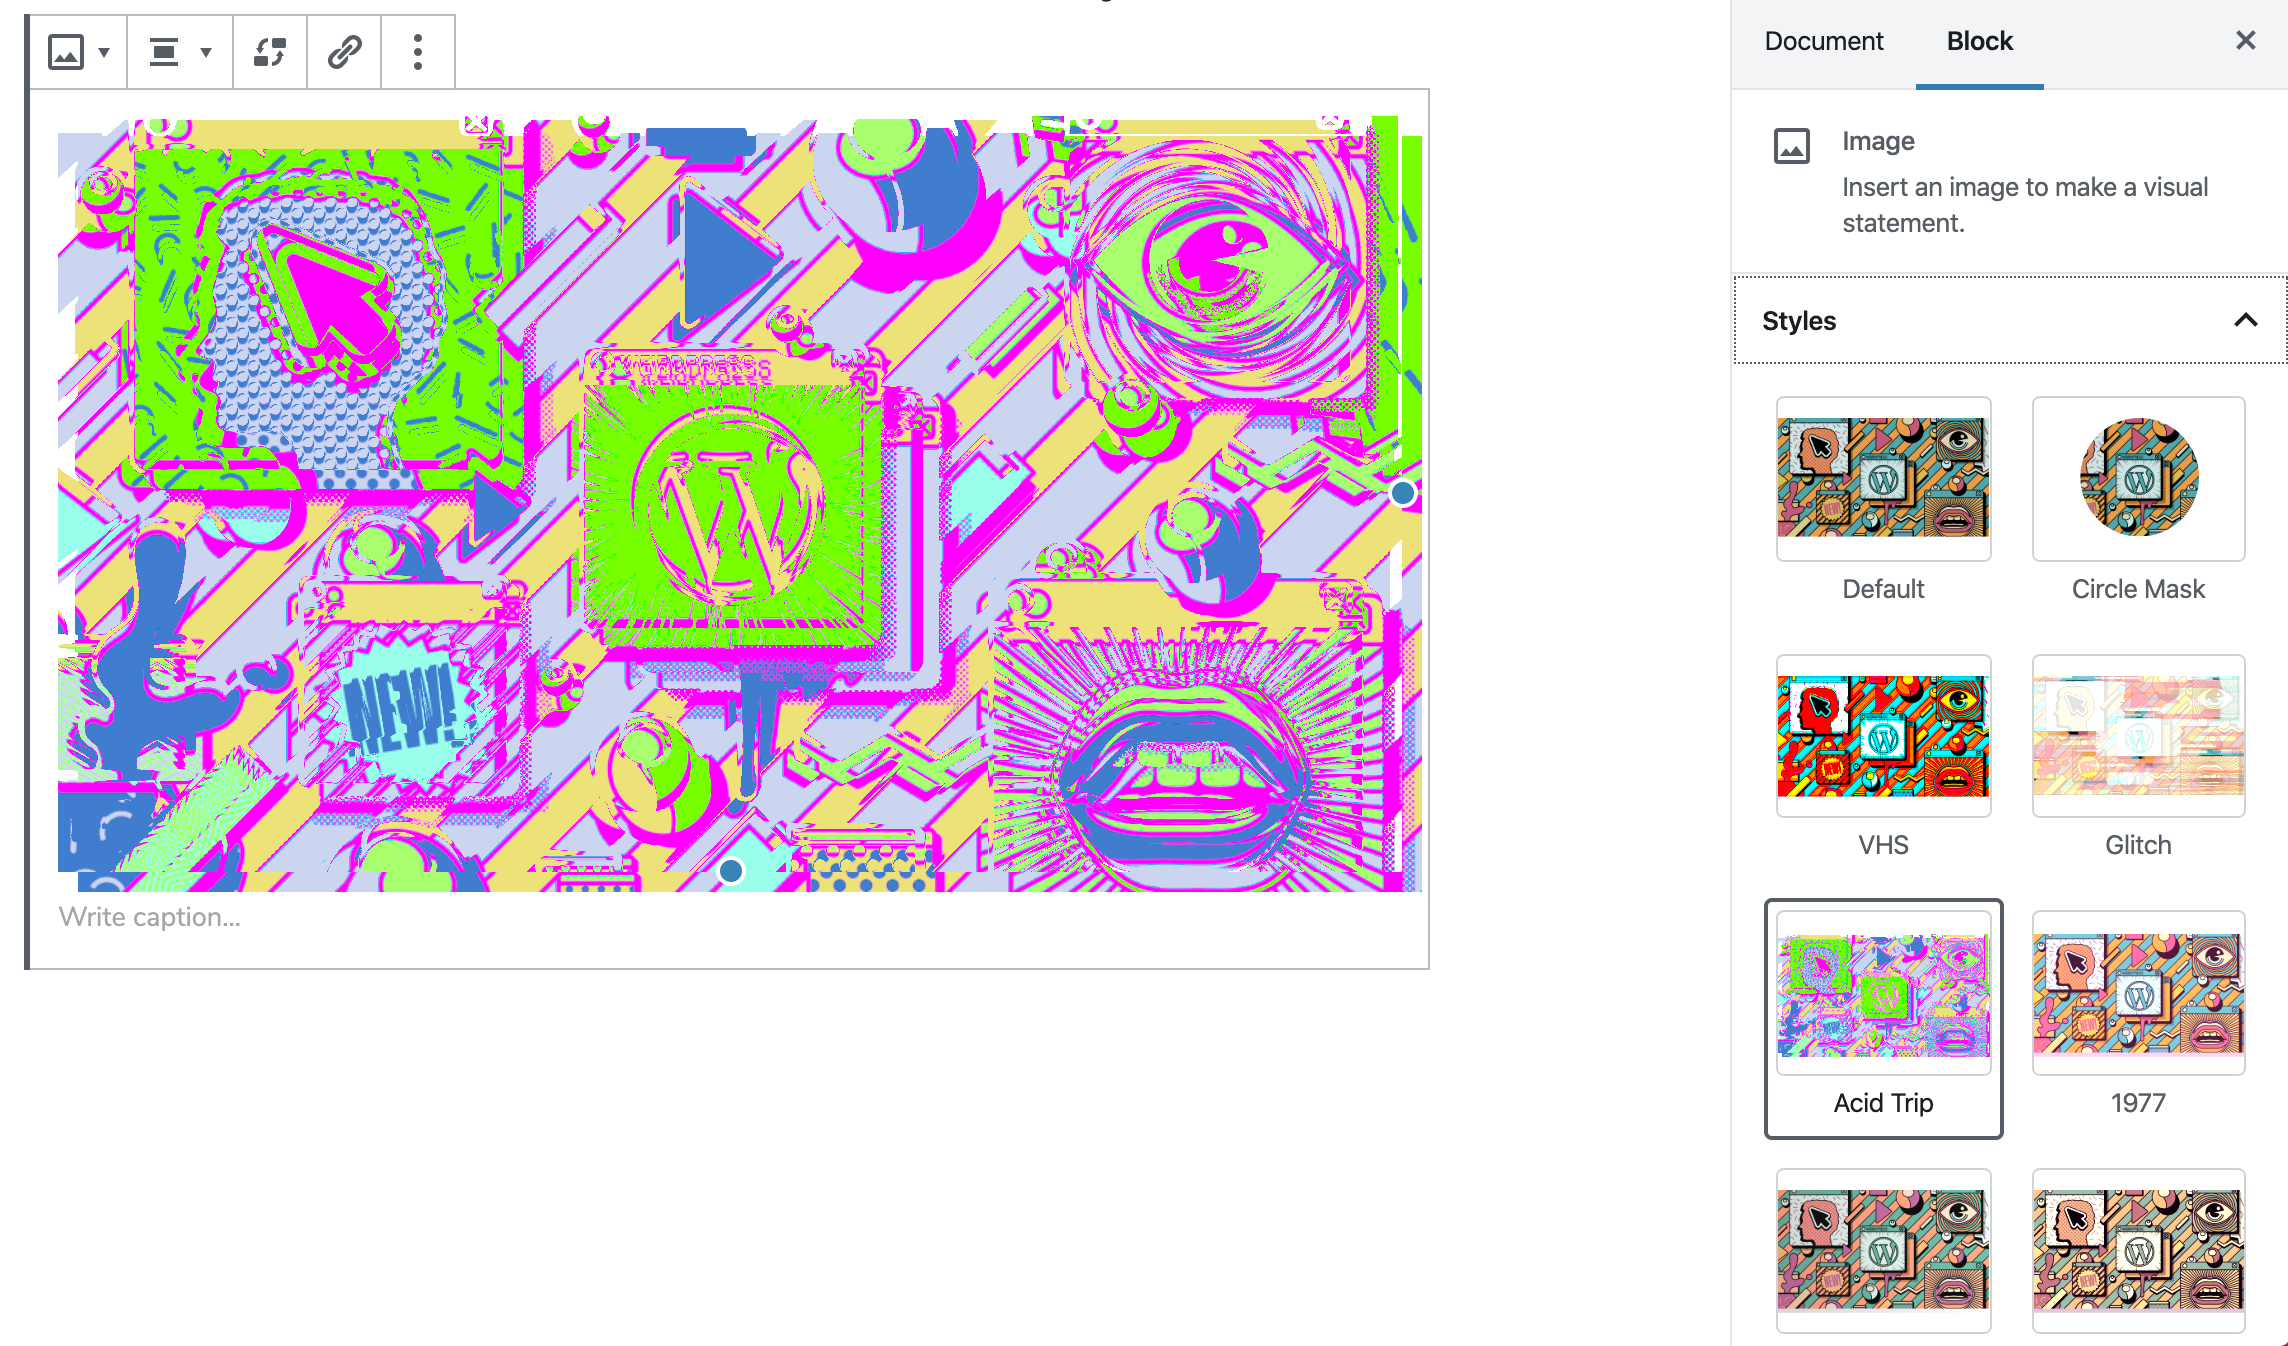 Document
Block
Image
Insert an image to make a visual
statement.
Styles
Default
Circle Mask
VHS
Glitch
Acid Trip
1977
WORDPRESS
NEW!
Write caption...